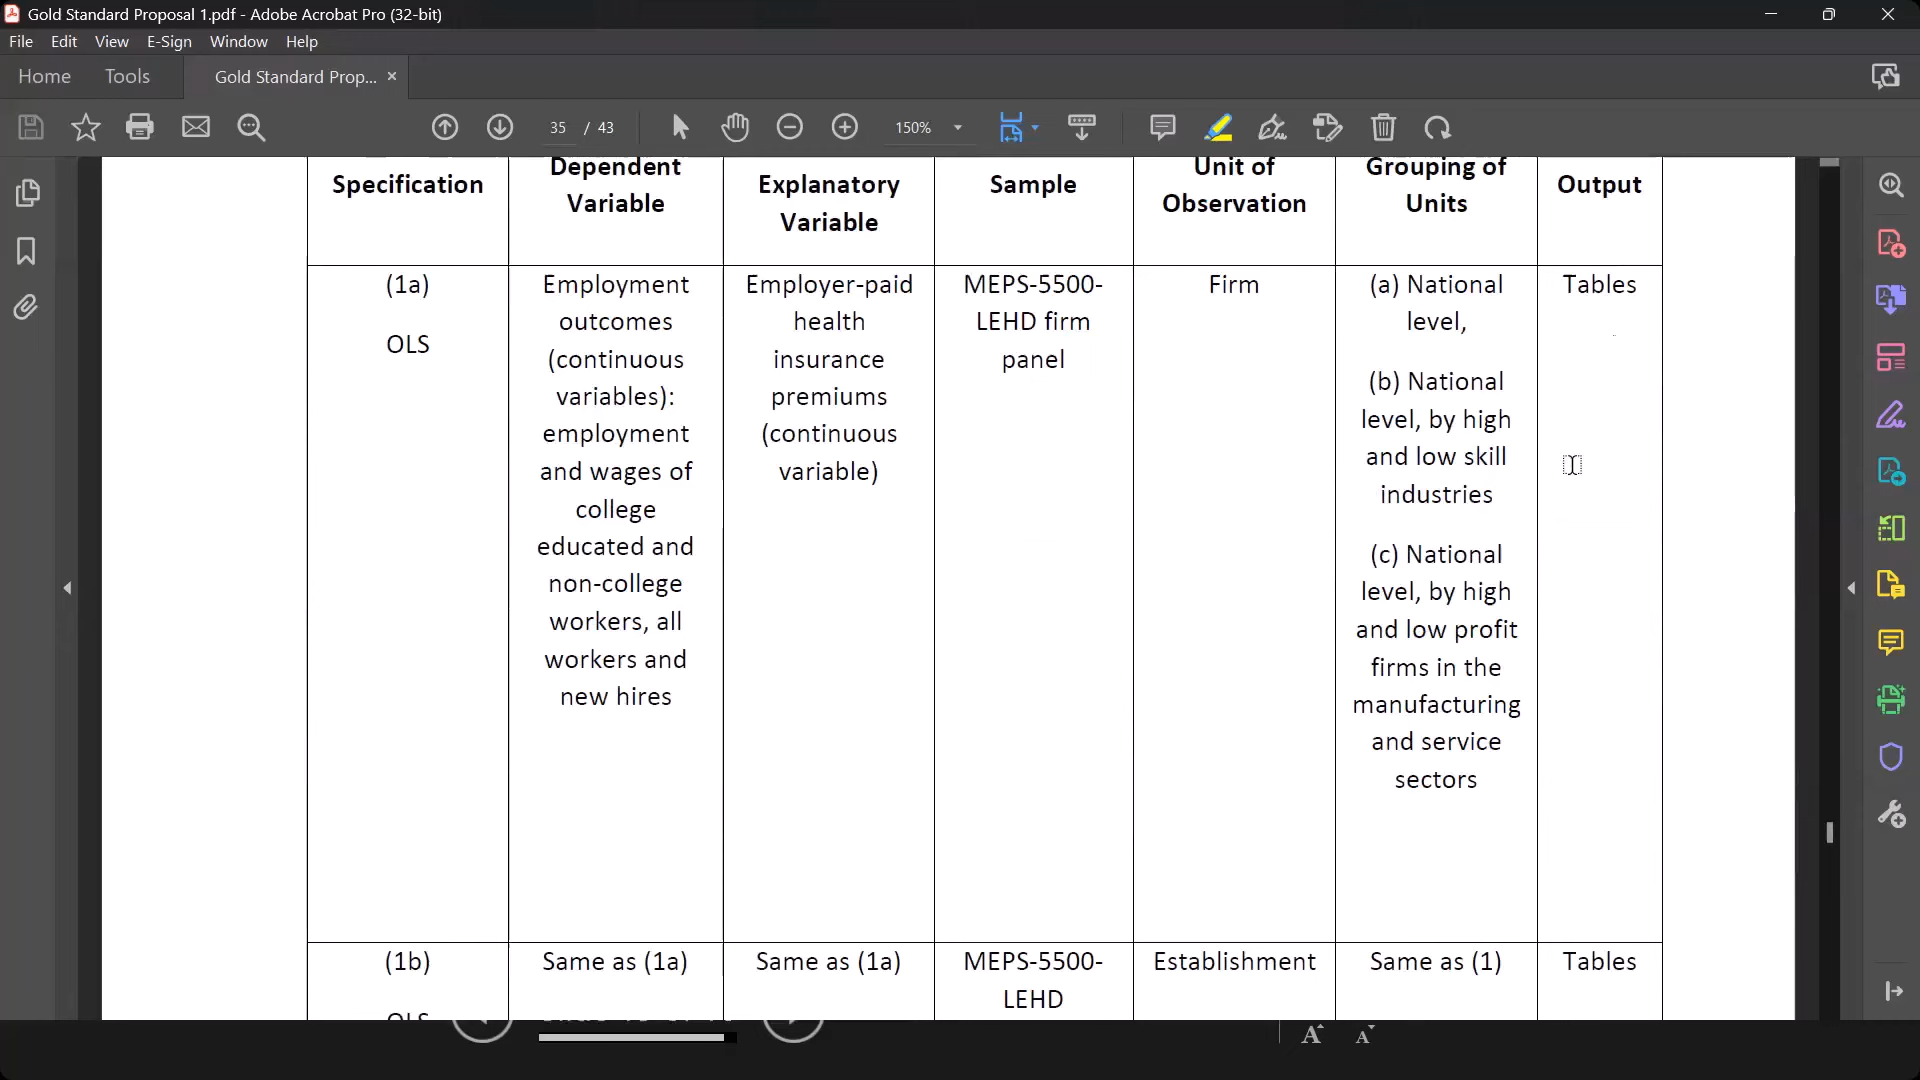 Gold Standard Proposal 1.pdf - Adobe Acrobat Pro (32-bit)
File Edit View E-Sign Window Help
Home Tools Gold Standard Prop... ×
35 / 43 150%
Specification
Dependent
Variable
Explanatory
Variable
Sample
Unit of
Observation
Grouping of
Units
Output
(1a)
OLS
Employment
outcomes
(continuous
variables):
employment
and wages of
college
educated and
non-college
workers, all
workers and
new hires
Employer-paid
health
insurance
premiums
(continuous
variable)
MEPS-5500-
LEHD firm
panel
Firm
(a) National
level,
(b) National
level, by high
and low skill
industries
(c) National
level, by high
and low profit
firms in the
manufacturing
and service
sectors
Tables
(1b)
OLS
Same as (1a)
Same as (1a)
MEPS-5500-
LEHD
Establishment
Same as (1)
Tables
A A